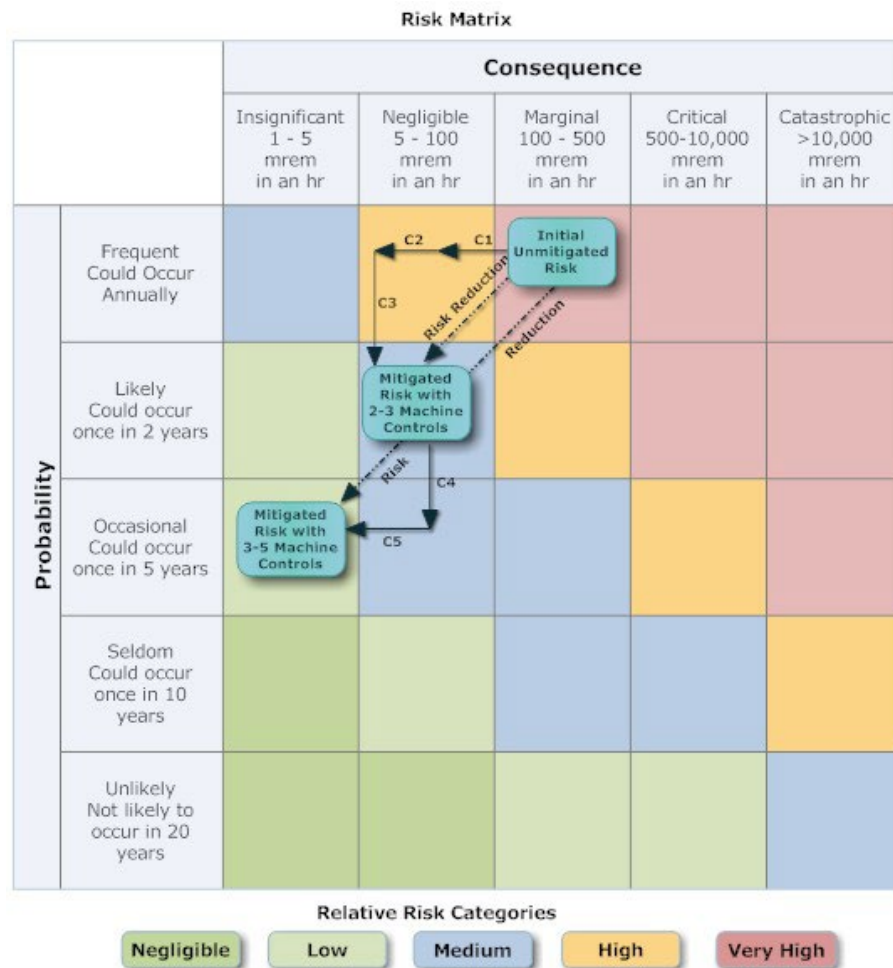 Risk Matrix
Consequence
Insignificant
1 - 5
mrem
in an hr
Negligible
5 - 100
mrem
in an hr
Marginal
100 - 500
mrem
in an hr
Critical
500-10,000
mrem
in an hr
Catastrophic
>10,000
mrem
in an hr
Probability
Frequent
Could Occur
Annually
C2
C1
Initial
Unmitigated
Risk
C3
Risk Reduction
Reduction
Likely
Could occur
once in 2 years
Mitigated
Risk with
2-3 Machine
Controls
Risk
C4
Occasional
Could occur
once in 5 years
Mitigated
Risk with
3-5 Machine
Controls
C5
Seldom
Could occur
once in 10
years
Unlikely
Not likely to
occur in 20
years
Relative Risk Categories
Negligible
Low
Medium
High
Very High